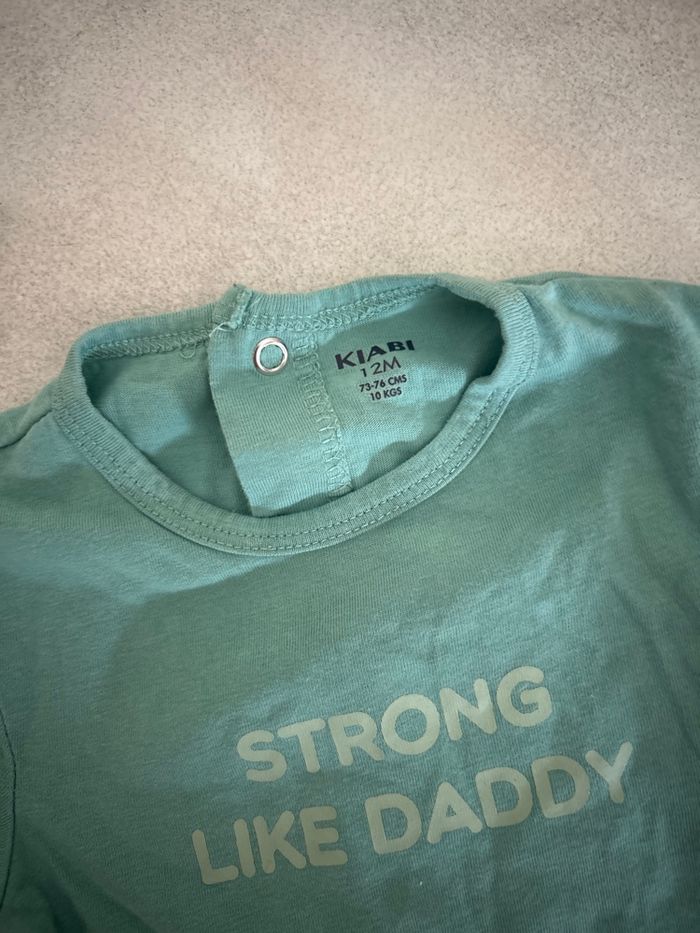 KIABI
12M
73-76 CMS
10 KGS
STRONG
LIKE DADDY